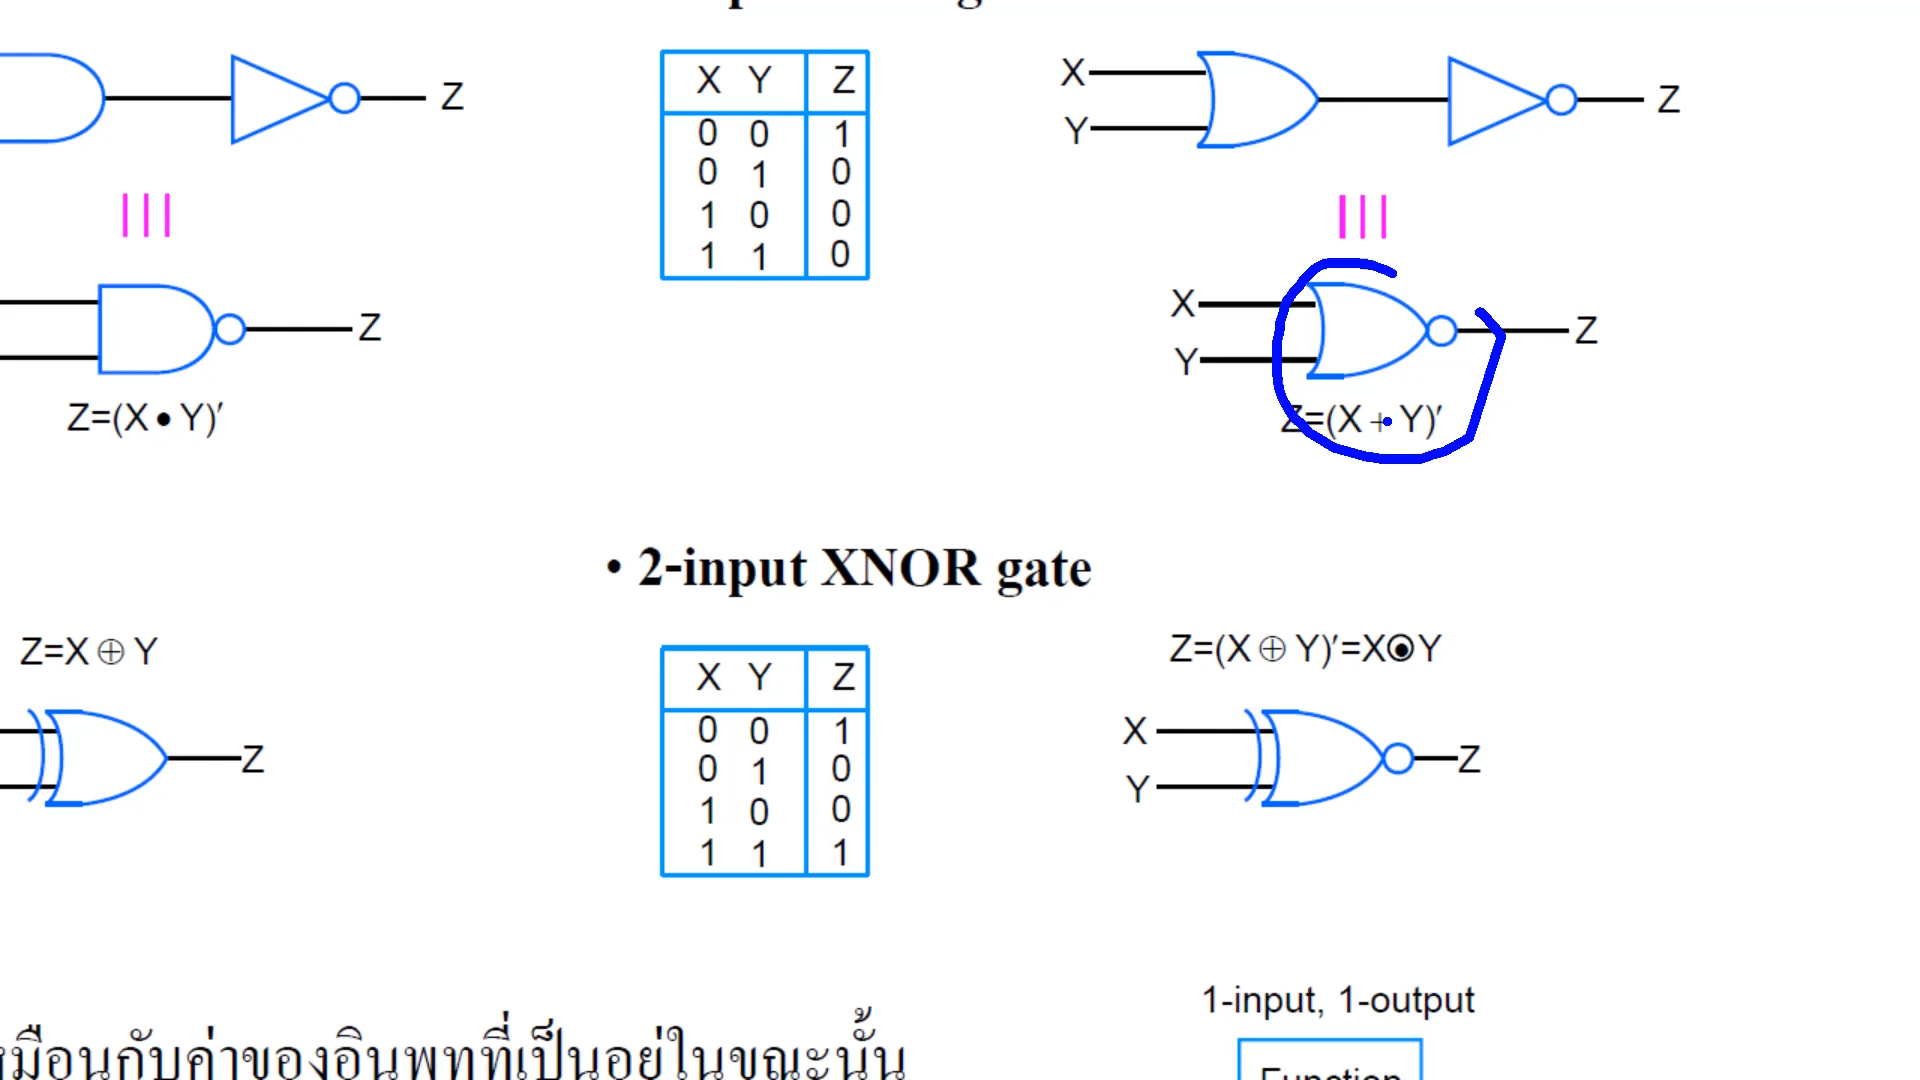 X Y Z
0 0 1
0 1 0
1 0 0
1 1 0
Z
X
Y
Z
Z
Z=(X • Y)′
X
Y
Z
Z=(X + Y)′
• 2-input XNOR gate
Z=X ⊕ Y
Z
X Y Z
0 0 1
0 1 0
1 0 0
1 1 1
Z=(X ⊕ Y)′=X⊙Y
X
Y
Z
1-input, 1-output
Function
หมือนกับค่าของอินพุทที่เป็นอยู่ในขณะนั้น